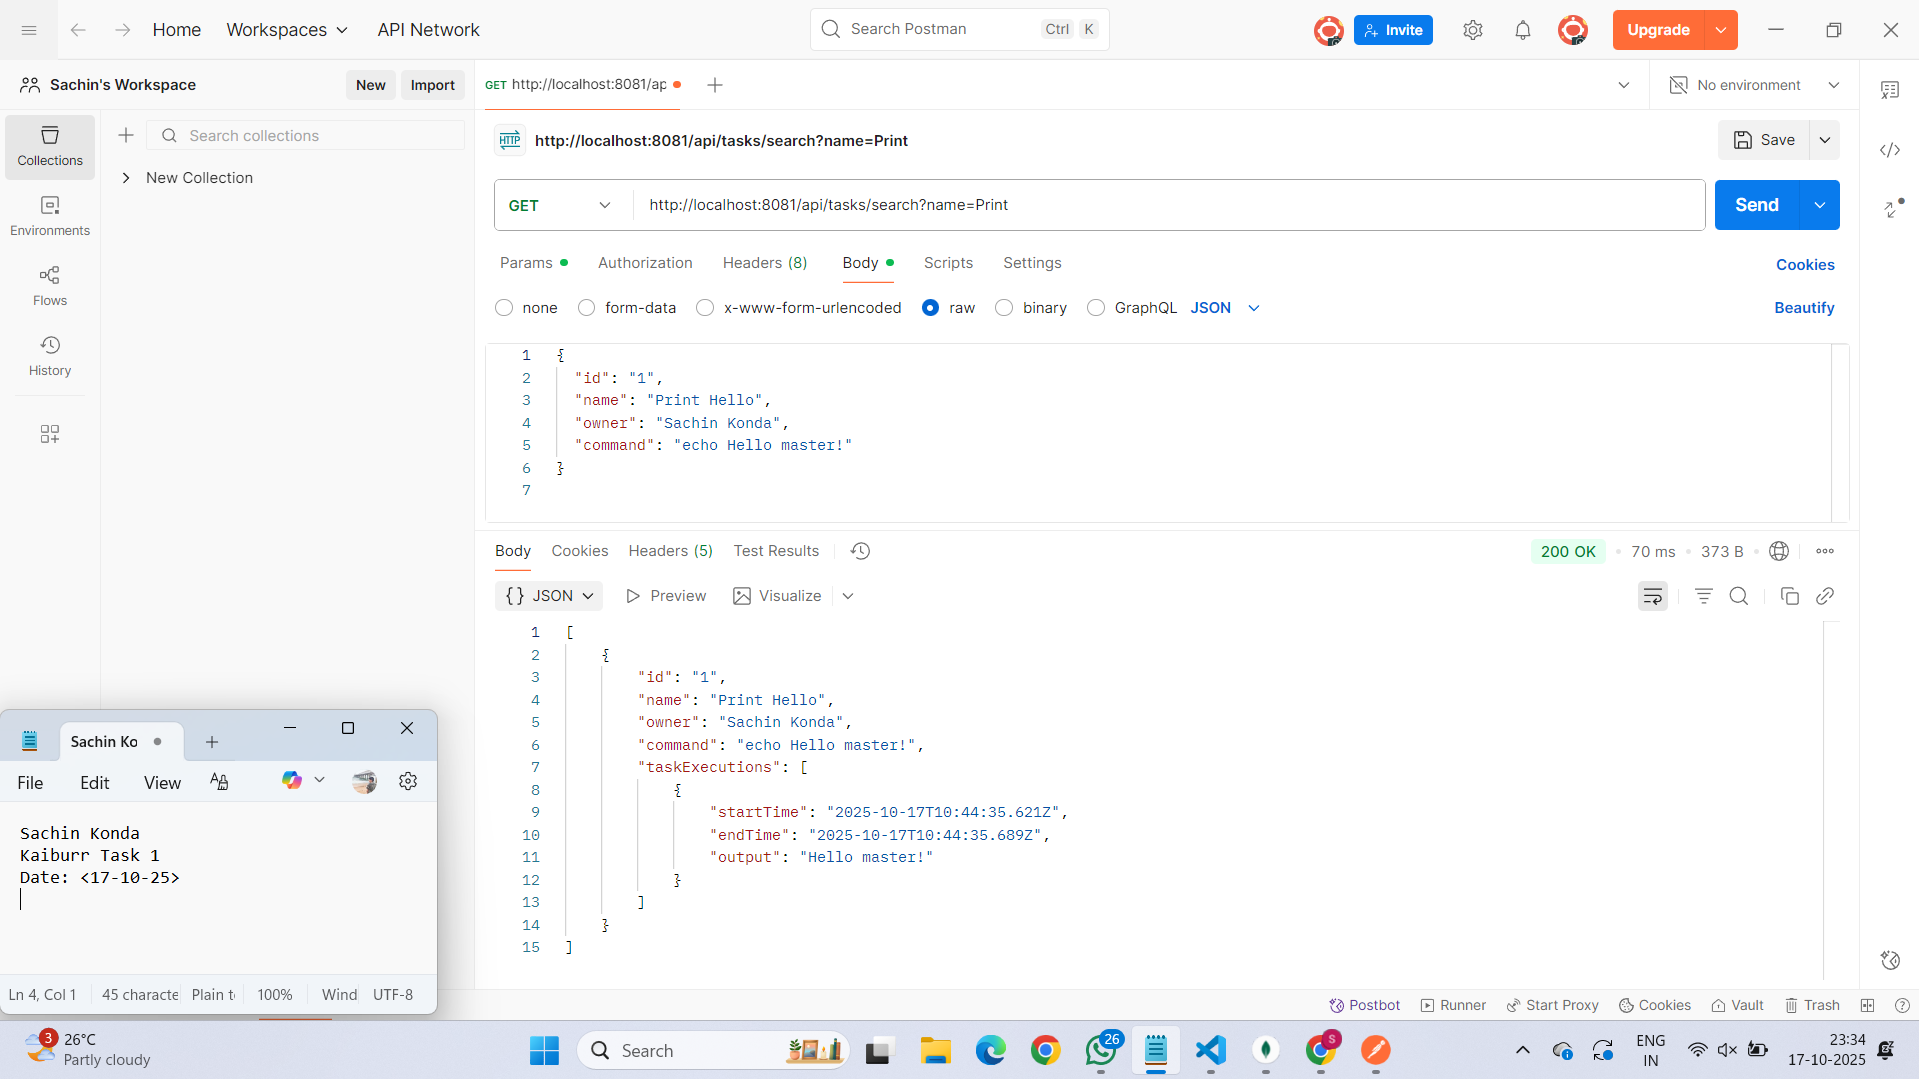 Home
Workspaces
API Network
Search Postman
Ctrl K
Invite
Upgrade
Sachin's Workspace
New
Import
GET http://localhost:8081/ap
No environment
Collections
Environments
Flows
History
Search collections
New Collection
HTTP http://localhost:8081/api/tasks/search?name=Print
Save
GET
http://localhost:8081/api/tasks/search?name=Print
Send
Params
Authorization
Headers (8)
Body
Scripts
Settings
Cookies
none
form-data
x-www-form-urlencoded
raw
binary
GraphQL
JSON
Beautify
1 {
2 "id": "1",
3 "name": "Print Hello",
4 "owner": "Sachin Konda",
5 "command": "echo Hello master!"
6 }
7
Body
Cookies
Headers (5)
Test Results
200 OK
70 ms
373 B
{} JSON
Preview
Visualize
1 [
2 {
3 "id": "1",
4 "name": "Print Hello",
5 "owner": "Sachin Konda",
6 "command": "echo Hello master!",
7 "taskExecutions": [
8 {
9 "startTime": "2025-10-17T10:44:35.621Z",
10 "endTime": "2025-10-17T10:44:35.689Z",
11 "output": "Hello master!"
12 }
13 ]
14 }
15 ]
Sachin Ko
File
Edit
View
Sachin Konda
Kaiburr Task 1
Date: <17-10-25>
Ln 4, Col 1
45 characte
Plain t
100%
Wind
UTF-8
Postbot
Runner
Start Proxy
Cookies
Vault
Trash
3
26°C
Partly cloudy
Search
26
S
ENG
IN
23:34
17-10-2025